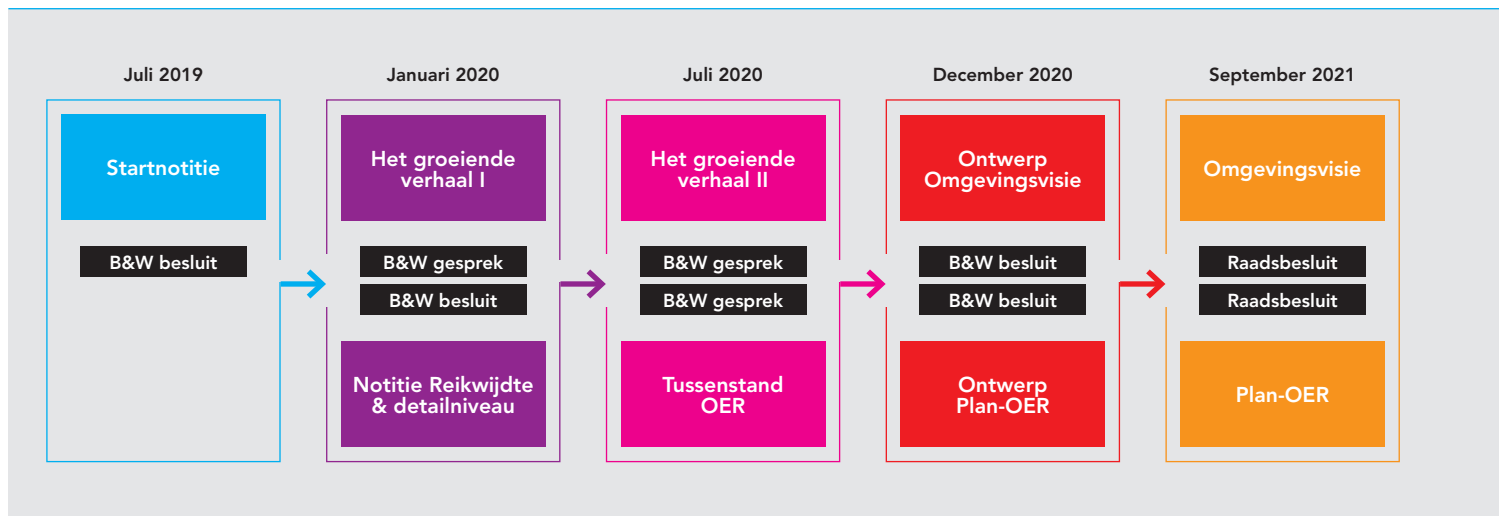 Juli 2019
Startnotitie
B&W besluit
Januari 2020
Het groeiende
verhaal I
B&W gesprek
B&W besluit
Notitie Reikwijdte
& detailniveau
Juli 2020
Het groeiende
verhaal II
B&W gesprek
B&W gesprek
Tussenstand
OER
December 2020
Ontwerp
Omgevingsvisie
B&W besluit
B&W besluit
Ontwerp
Plan-OER
September 2021
Omgevingsvisie
Raadsbesluit
Raadsbesluit
Plan-OER